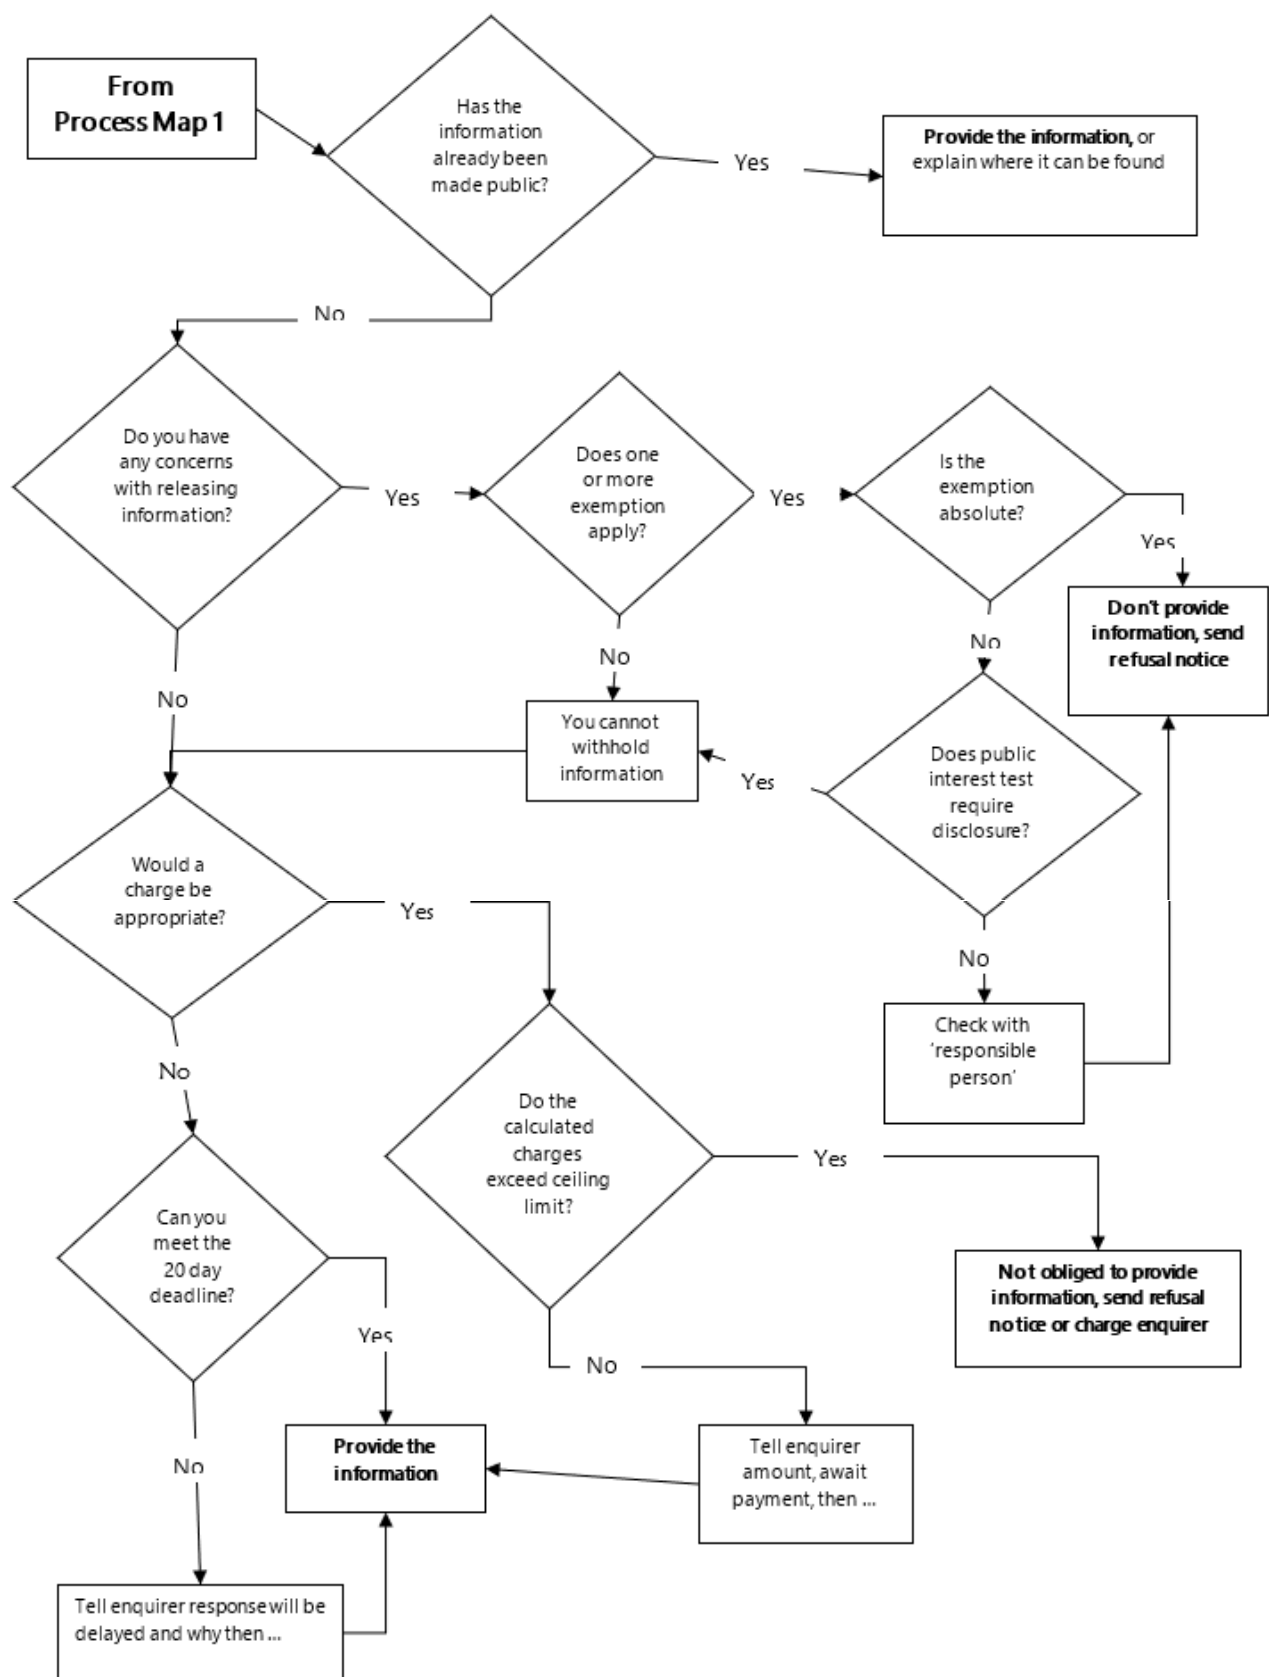 From
Process Map 1
Has the
information
already been
made public?
Yes
Provide the information, or
explain where it can be found
No
Do you have
any concerns
with releasing
information?
Yes
Does one
or more
exemption
apply?
Yes
Is the
exemption
absolute?
Yes
Don't provide
information, send
refusal notice
No
No
No
You cannot
withhold
information
Yes
Does public
interest test
require
disclosure?
Would a
charge be
appropriate?
Yes
No
Check with
'responsible
person'
No
Do the
calculated
charges
exceed ceiling
limit?
Yes
Can you
meet the
20 day
deadline?
Not obliged to provide
information, send refusal
notice or charge enquirer
Yes
No
No
Provide the
information
Tell enquirer
amount, await
payment, then ...
Tell enquirer response will be
delayed and why then ...